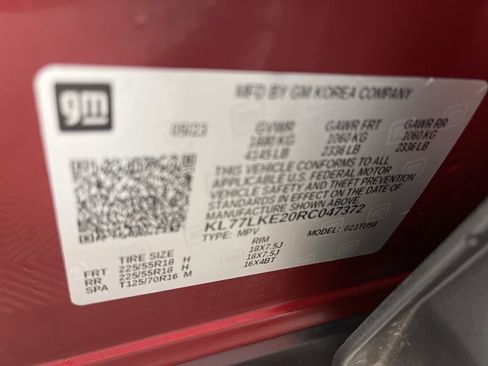 gm
MFD BY GM KOREA COMPANY
09/23 GVWR GAWR FRT GAWR RR
1880 KG 1060 KG 1060 KG
4145 LB 2336 LB 2336 LB
THIS VEHICLE CONFORMS TO ALL
APPLICABLE U.S. FEDERAL MOTOR
VEHICLE SAFETY AND THEFT PREVENTION
STANDARDS IN EFFECT ON THE DATE OF
MANUFACTURE SHOWN ABOVE.
KL77LKE20RC047372
TYPE: MPV MODEL: 021TU58
TIRE SIZE RIM
FRT 225/55R18 H 18X7.5J
RR 225/55R18 H 18X7.5J
SPA T125/70R16 M 16X4BT